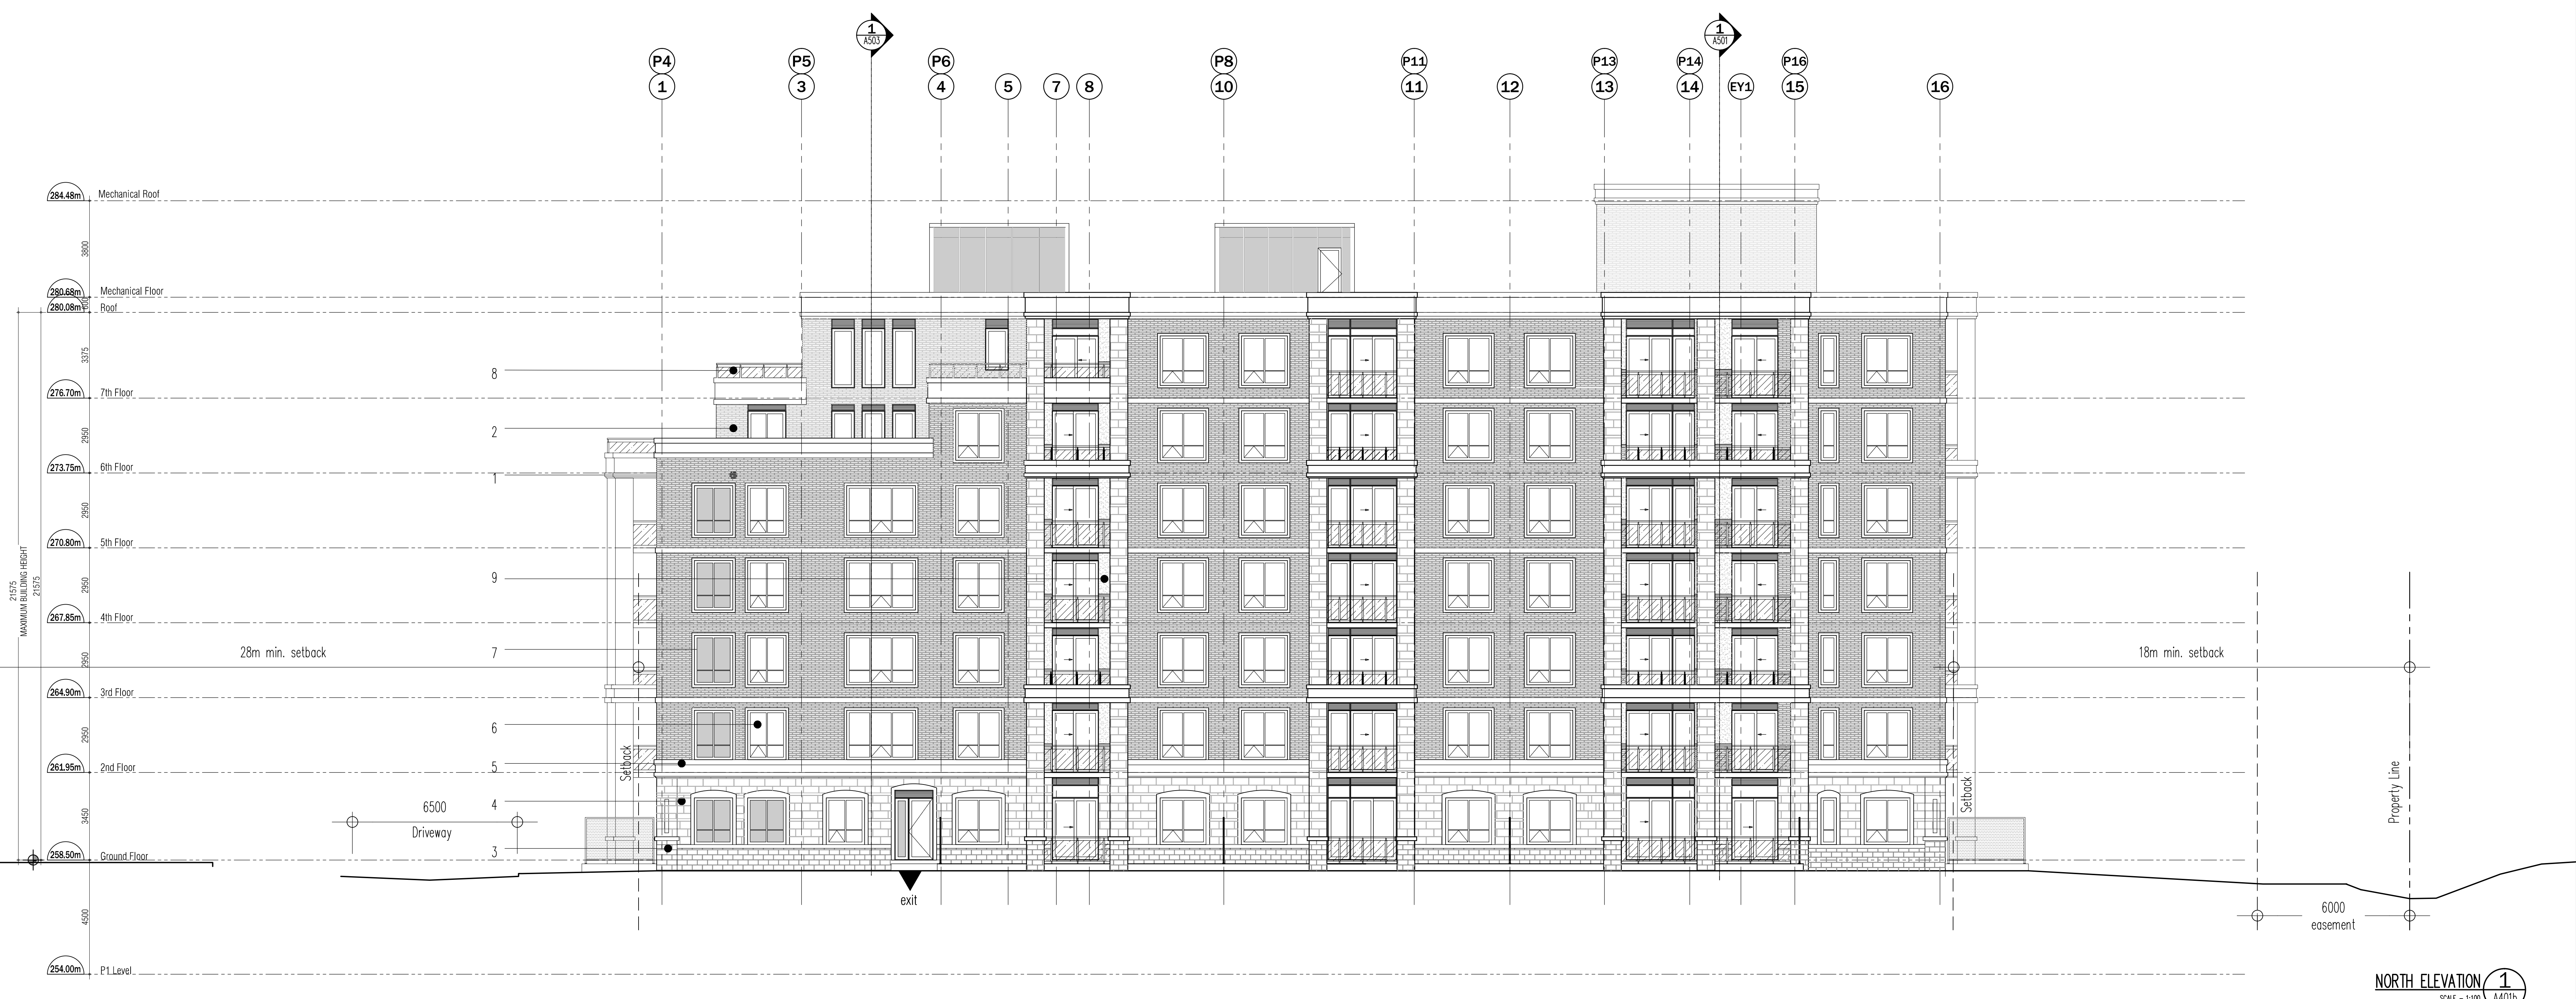 1
A503
1
A501
P4 P5 P6 P8 P11 P13 P14 P16
1 3 4 5 7 8 10 11 12 13 14 EY1 15 16
284.48m Mechanical Roof
3800
280.68m Mechanical Floor
600
280.08m Roof
3375
8
276.70m 7th Floor
2950
2
273.75m 6th Floor
1
2950
270.80m 5th Floor
21575
MAXIMUM BUILDING HEIGHT
21575
2950
9
267.85m 4th Floor
28m min. setback
2950
7
18m min. setback
264.90m 3rd Floor
2950
6
Setback
5
261.95m 2nd Floor
Setback
Property Line
6500
Driveway
3450
4
3
258.50m Ground Floor
exit
4500
6000
easement
254.00m P1 Level
NORTH ELEVATION
SCALE = 1:100
1
A401b